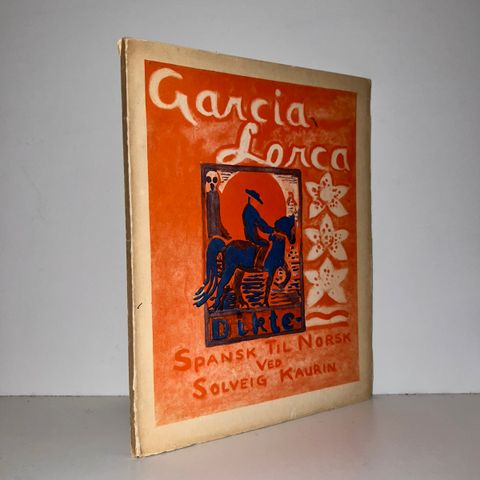 Garcia
Lorca
Dikte-
SPANSK TIL NORSK
VED
SOLVEIG KAURIN